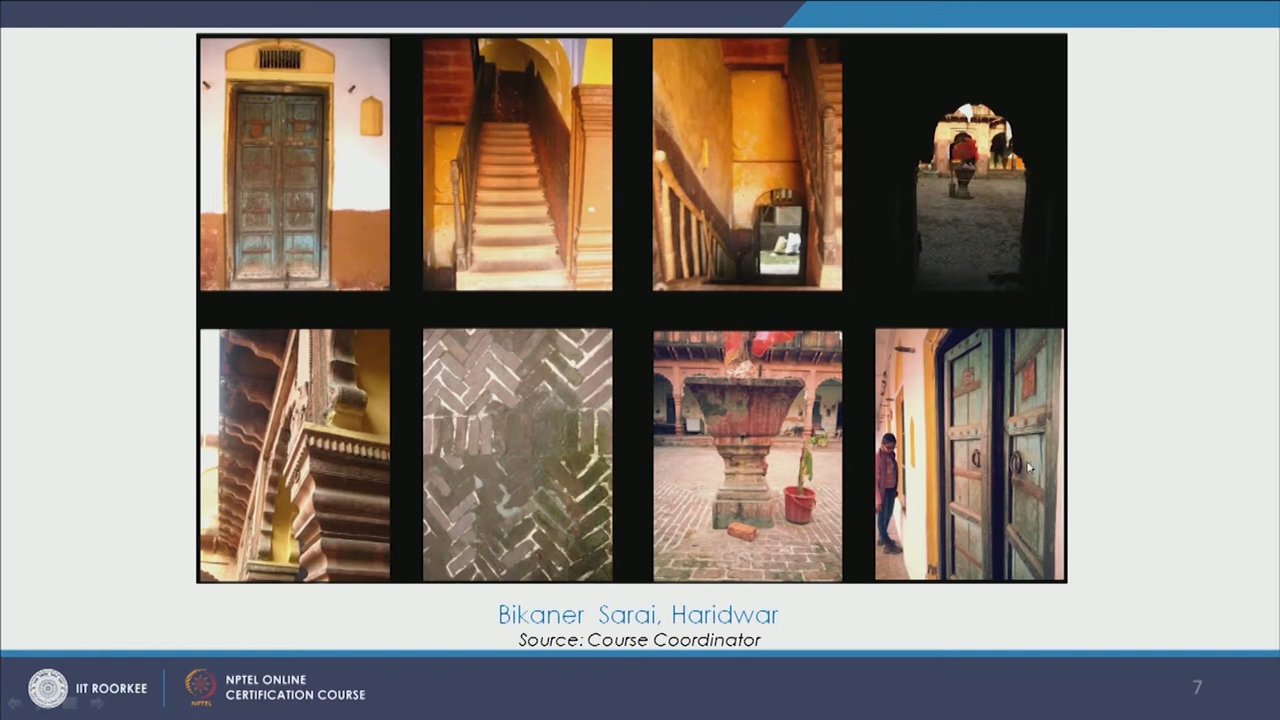 Bikaner Sarai, Haridwar
Source: Course Coordinator
IIT ROORKEE
NPTEL
NPTEL ONLINE
CERTIFICATION COURSE
7